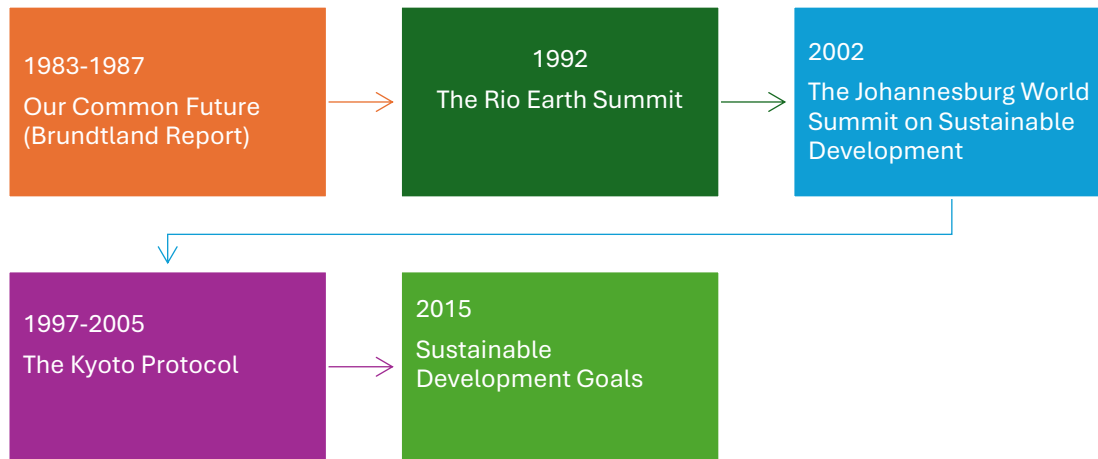 1983-1987
Our Common Future
(Brundtland Report)
1992
The Rio Earth Summit
2002
The Johannesburg World
Summit on Sustainable
Development
1997-2005
The Kyoto Protocol
2015
Sustainable
Development Goals